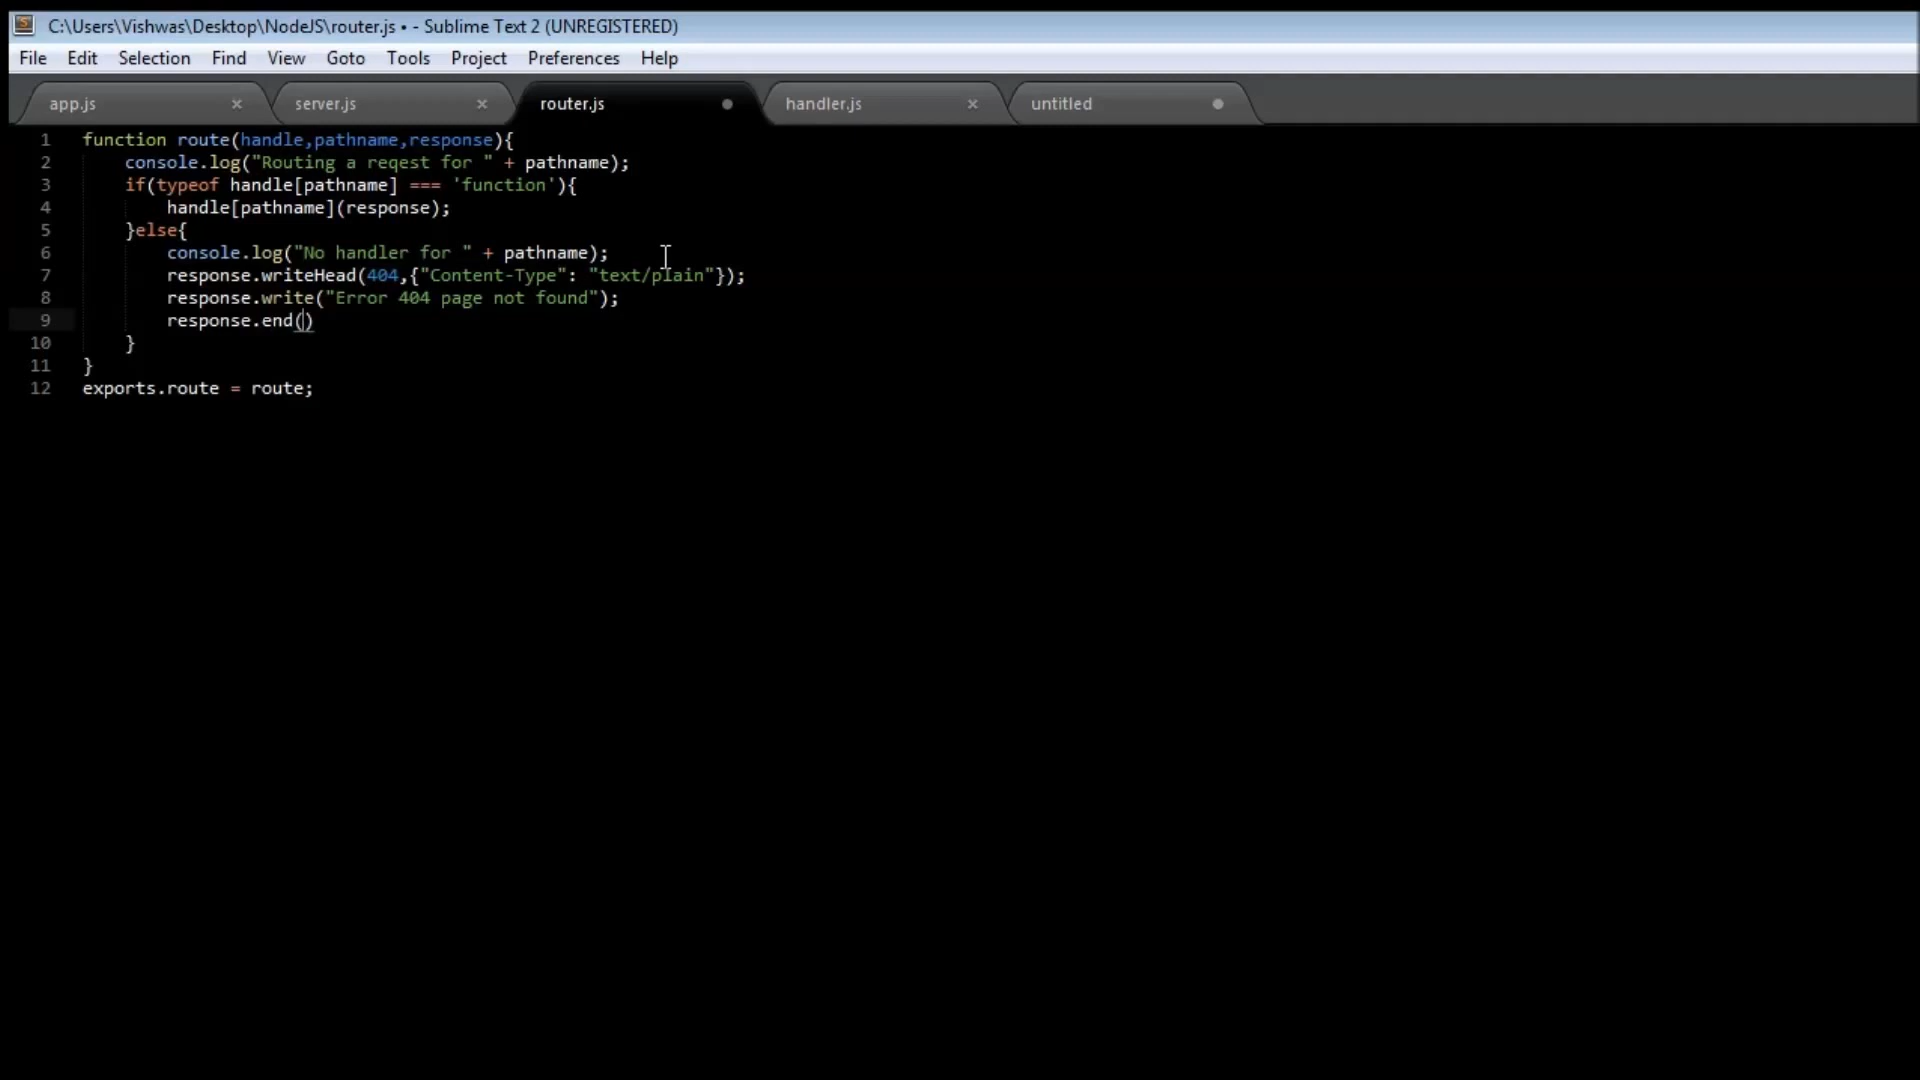 C:\Users\Vishwas\Desktop\NodeJS\router.js • - Sublime Text 2 (UNREGISTERED)
File Edit Selection Find View Goto Tools Project Preferences Help
app.js × server.js × router.js handler.js × untitled
1 function route(handle,pathname,response){
2 console.log("Routing a reqest for " + pathname);
3 if(typeof handle[pathname] === 'function'){
4 handle[pathname](response);
5 }else{
6 console.log("No handler for " + pathname);
7 response.writeHead(404,{"Content-Type": "text/plain"});
8 response.write("Error 404 page not found");
9 response.end()
10 }
11 }
12 exports.route = route;